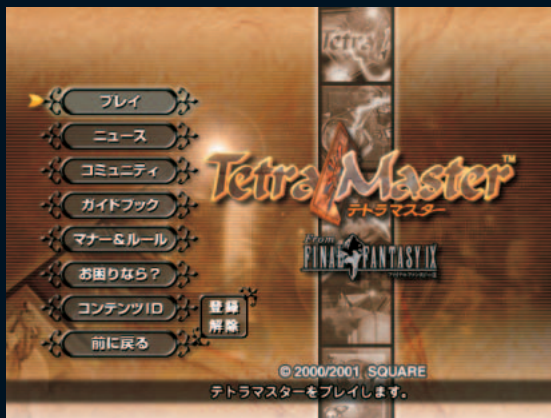 プレイ
ニュース
コミュニティ
ガイドブック
マナー＆ルール
お困りなら？
コンテンツID
登録
解除
前に戻る
Tetra Master™
テトラマスター
From
FINAL FANTASY IX
© 2000/2001 SQUARE
テトラマスターをプレイします。